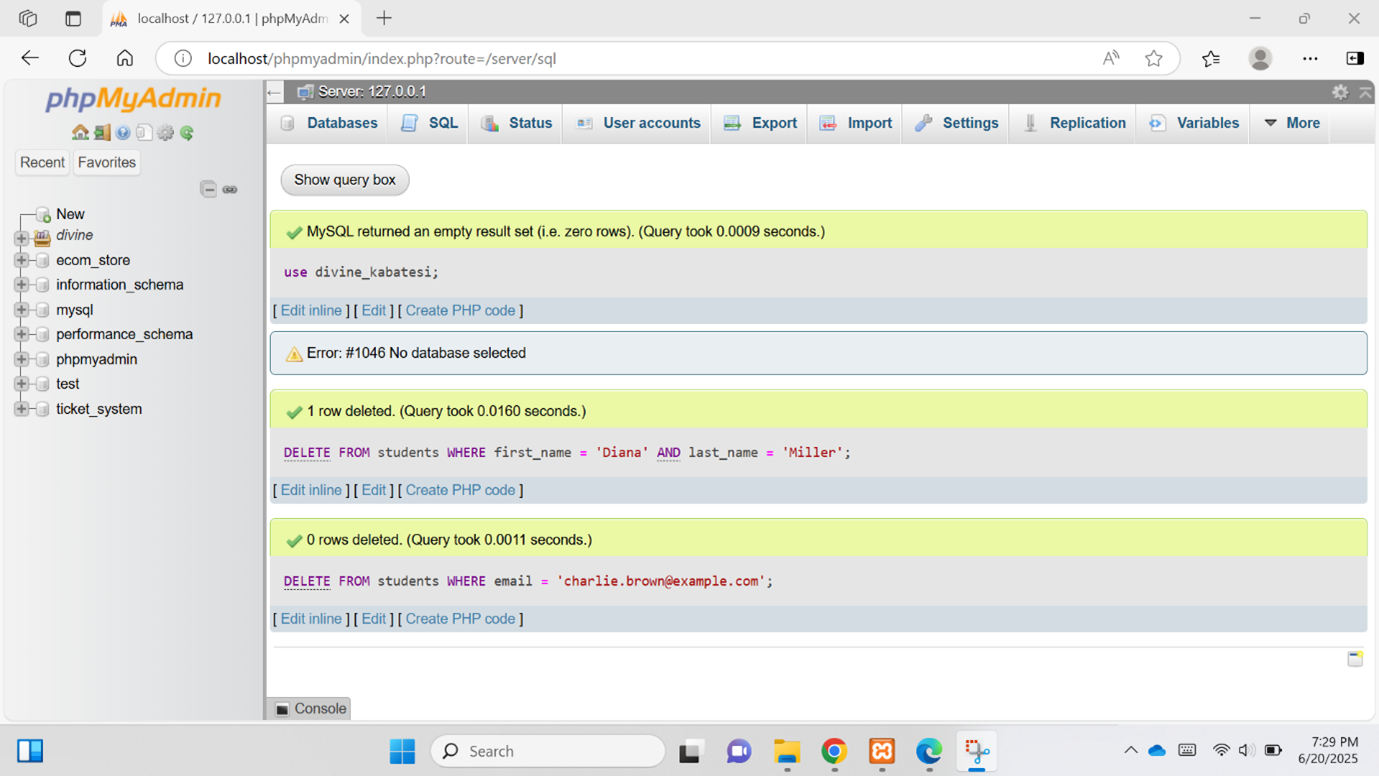 localhost / 127.0.0.1 | phpMyAdm
localhost/phpmyadmin/index.php?route=/server/sql
phpMyAdmin
Recent Favorites
New
divine
ecom_store
information_schema
mysql
performance_schema
phpmyadmin
test
ticket_system
Server: 127.0.0.1
Databases SQL Status User accounts Export Import Settings Replication Variables More
Show query box
MySQL returned an empty result set (i.e. zero rows). (Query took 0.0009 seconds.)
use divine_kabatesi;
[ Edit inline ] [ Edit ] [ Create PHP code ]
Error: #1046 No database selected
1 row deleted. (Query took 0.0160 seconds.)
DELETE FROM students WHERE first_name = 'Diana' AND last_name = 'Miller';
[ Edit inline ] [ Edit ] [ Create PHP code ]
0 rows deleted. (Query took 0.0011 seconds.)
DELETE FROM students WHERE email = 'charlie.brown@example.com';
[ Edit inline ] [ Edit ] [ Create PHP code ]
Console
Search
7:29 PM
6/20/2025